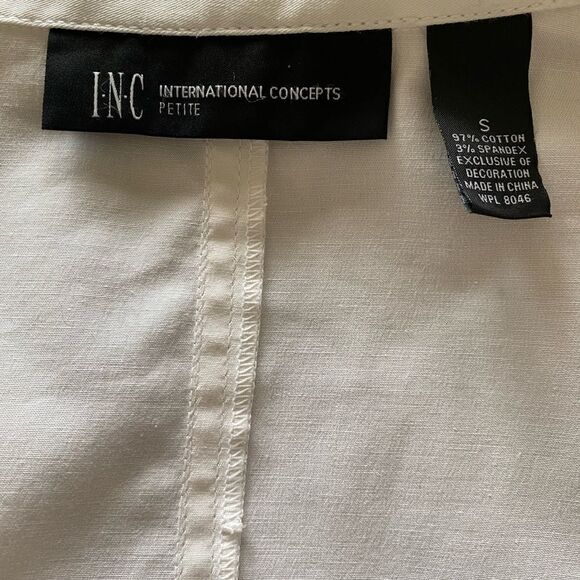 I·N·C INTERNATIONAL CONCEPTS
PETITE
S
97% COTTON
3% SPANDEX
EXCLUSIVE OF
DECORATION
MADE IN CHINA
WPL 8046